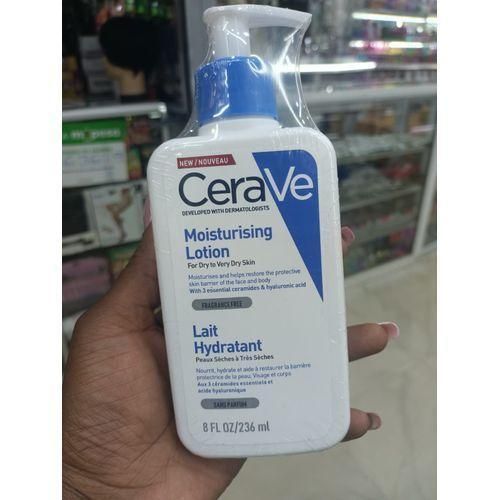 NEW / NOUVEAU
CeraVe
DEVELOPED WITH DERMATOLOGISTS
Moisturising
Lotion
For Dry to Very Dry Skin
Moisturises and helps restore the protective
skin barrier of the face and body
With 3 essential ceramides & hyaluronic acid
FRAGRANCE FREE
Lait
Hydratant
Peaux Sèches à Très Sèches
Nourrit, hydrate et aide à restaurer la barrière
protectrice de la peau. Visage et corps
Aux 3 céramides essentiels et
acide hyaluronique
SANS PARFUM
8 FL OZ/236 ml